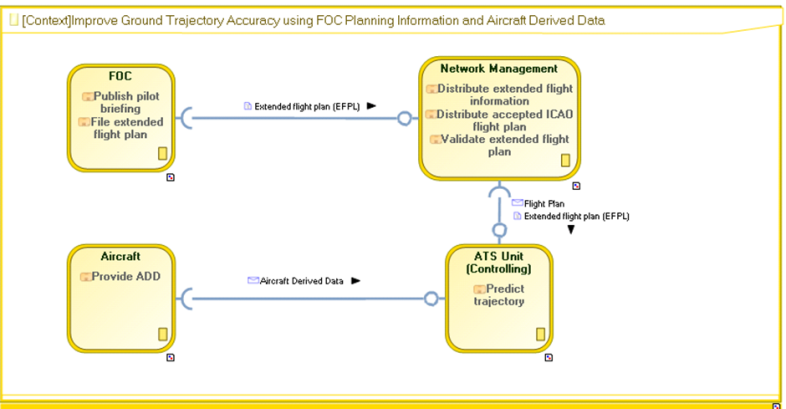 [Context]Improve Ground Trajectory Accuracy using FOC Planning Information and Aircraft Derived Data
FOC
Publish pilot
briefing
File extended
flight plan
Extended flight plan (EFPL)
Network Management
Distribute extended flight
information
Distribute accepted ICAO
flight plan
Validate extended flight
plan
Flight Plan
Extended flight plan (EFPL)
Aircraft
Provide ADD
Aircraft Derived Data
ATS Unit
(Controlling)
Predict
trajectory